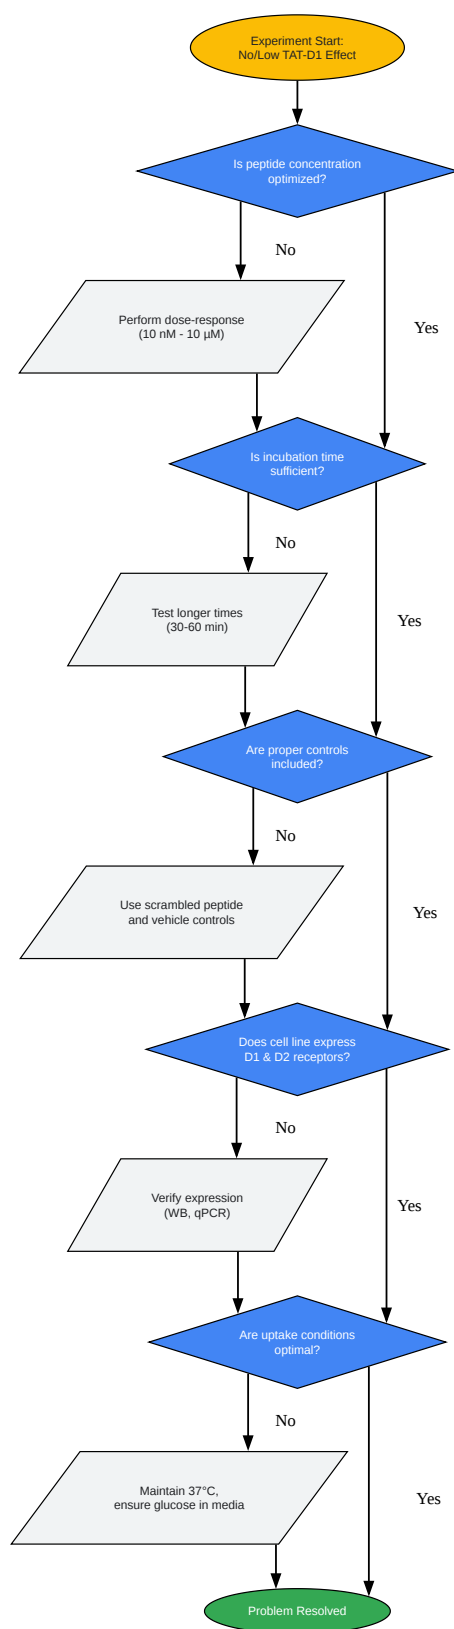 Experiment Start:
No/Low TAT-D1 Effect
Is peptide concentration
optimized?
No
Perform dose-response
(10 nM - 10 µM)
Yes
Is incubation time
sufficient?
No
Test longer times
(30-60 min)
Yes
Are proper controls
included?
No
Use scrambled peptide
and vehicle controls
Yes
Does cell line express
D1 & D2 receptors?
No
Verify expression
(WB, qPCR)
Yes
Are uptake conditions
optimal?
No
Maintain 37°C,
ensure glucose in media
Yes
Problem Resolved